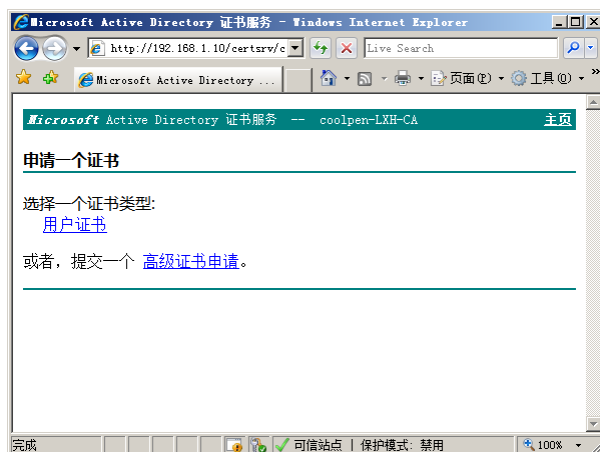 Microsoft Active Directory 证书服务 - Windows Internet Explorer
http://192.168.1.10/certsrv/c
Live Search
Microsoft Active Directory ...
页面(P)
工具(O)
»
Microsoft Active Directory 证书服务 -- coolpen-LXH-CA 主页
申请一个证书
选择一个证书类型:
用户证书
或者，提交一个 高级证书申请。
完成
可信站点 | 保护模式: 禁用
100%